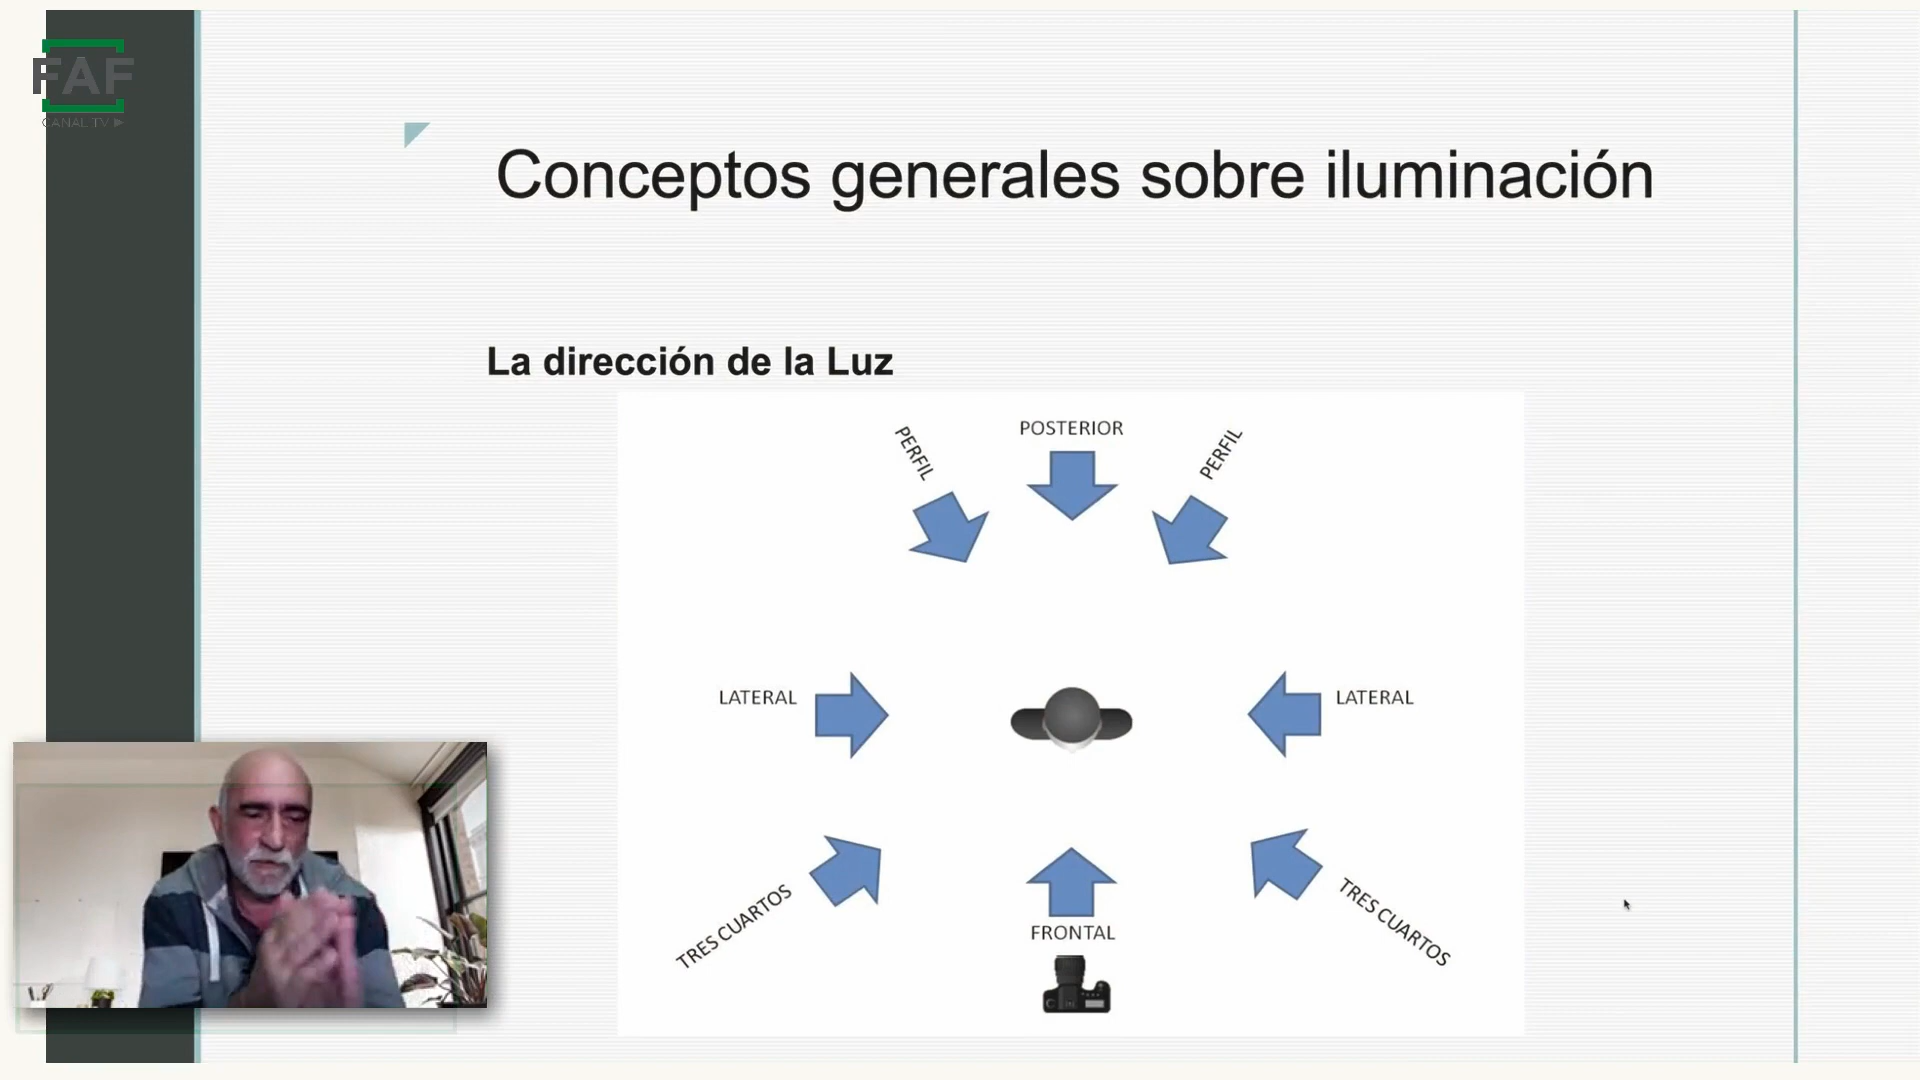 FAF
CANAL TV
Conceptos generales sobre iluminación
La dirección de la Luz
PERFIL
POSTERIOR
PERFIL
LATERAL
LATERAL
TRES CUARTOS
FRONTAL
TRES CUARTOS